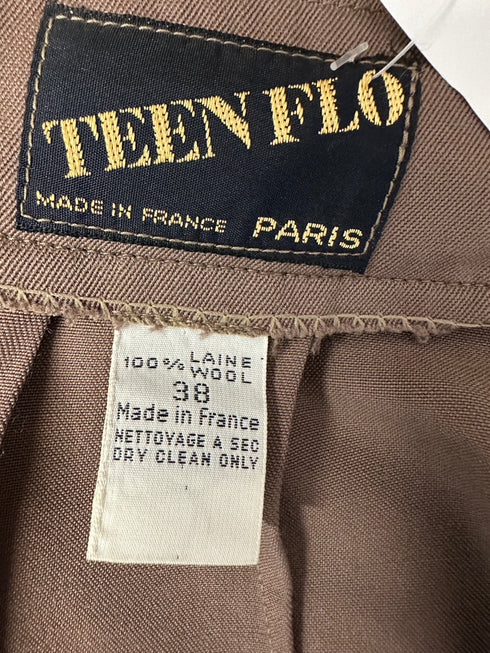 TEEN FLO
MADE IN FRANCE PARIS
100% LAINE
WOOL
38
Made in France
NETTOYAGE A SEC
DRY CLEAN ONLY